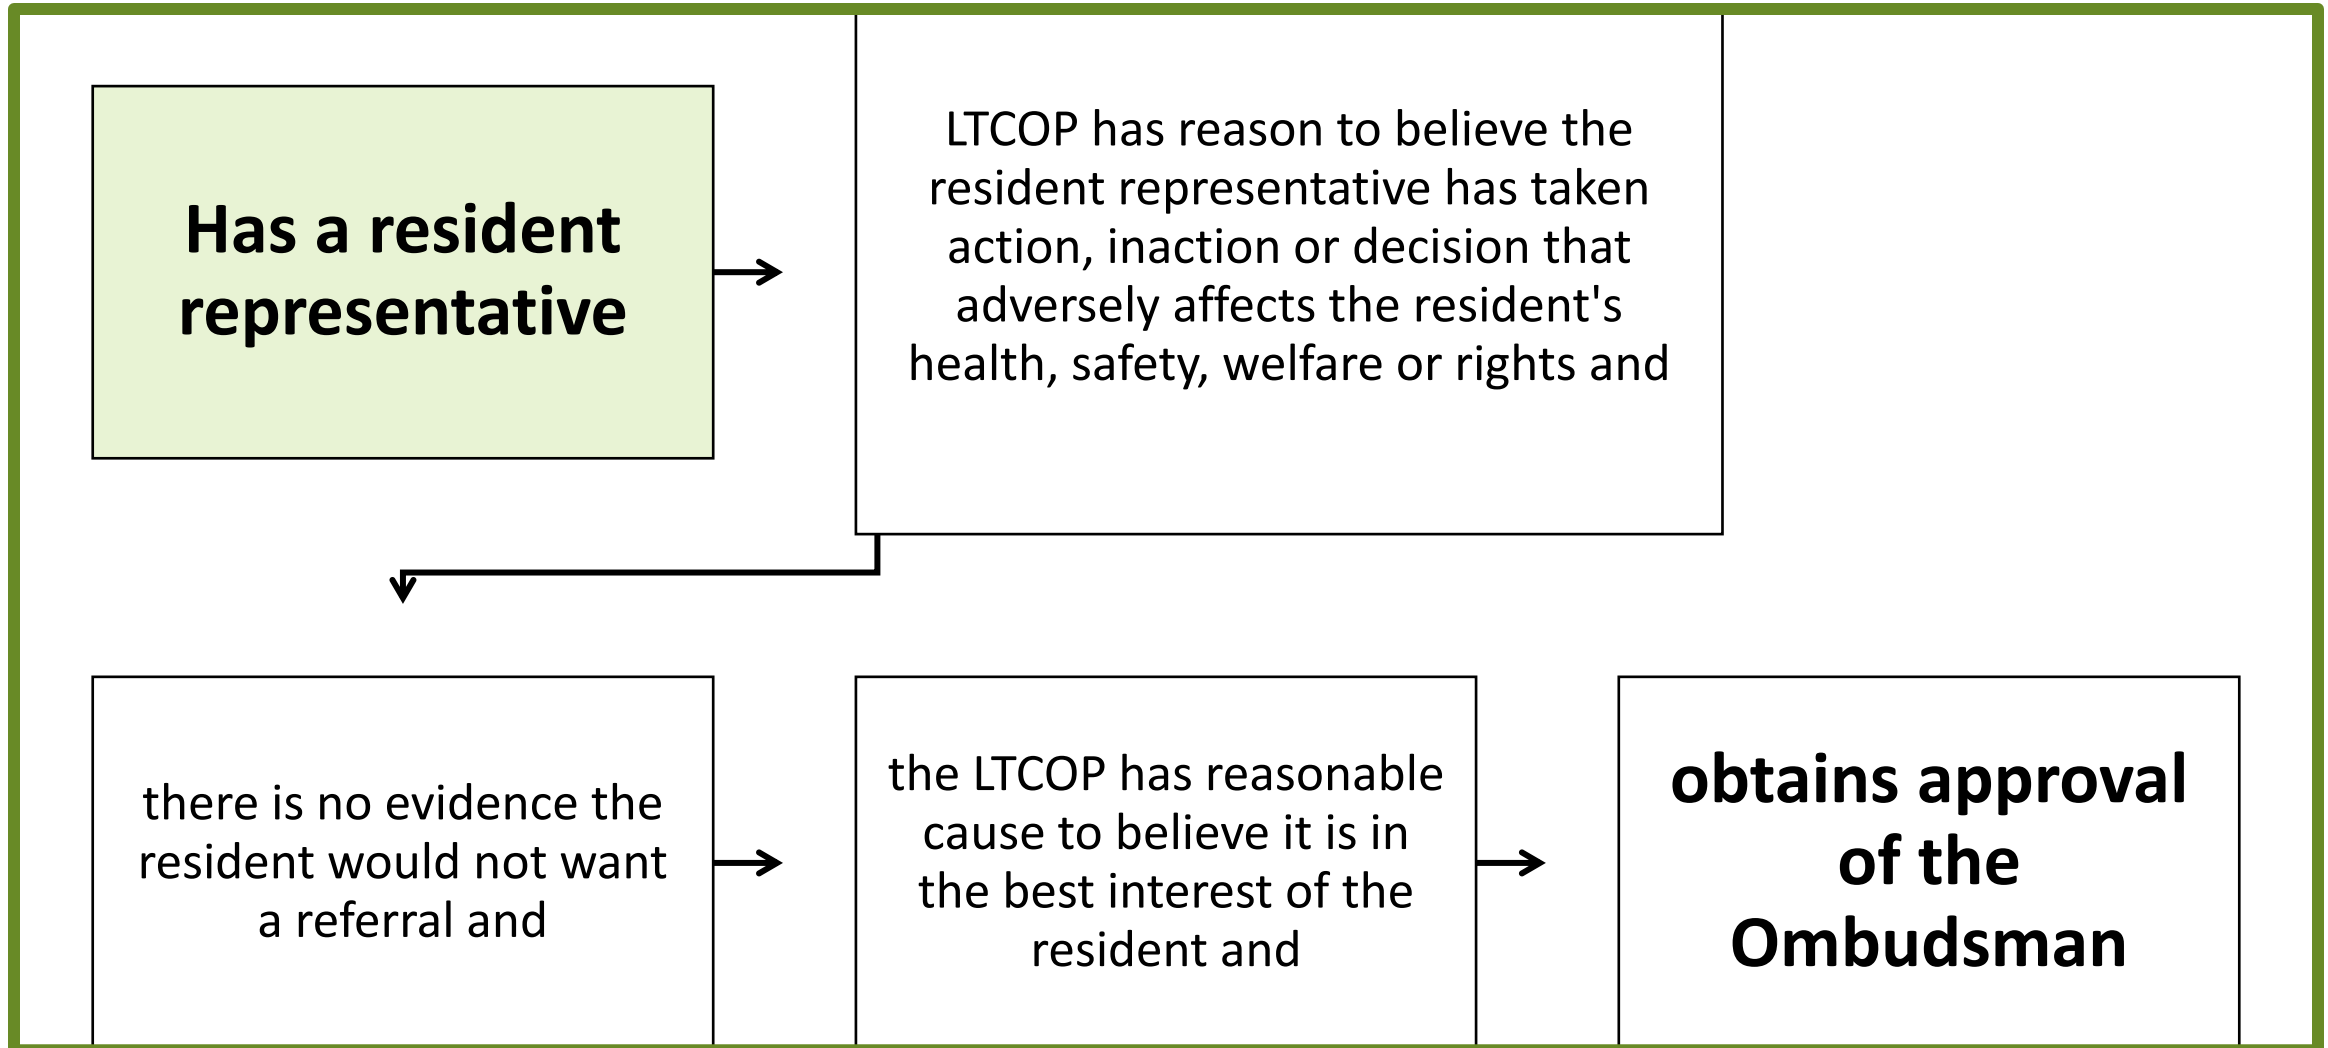 Has a resident
representative
LTCOP has reason to believe the
resident representative has taken
action, inaction or decision that
adversely affects the resident's
health, safety, welfare or rights and
there is no evidence the
resident would not want
a referral and
the LTCOP has reasonable
cause to believe it is in
the best interest of the
resident and
obtains approval
of the
Ombudsman